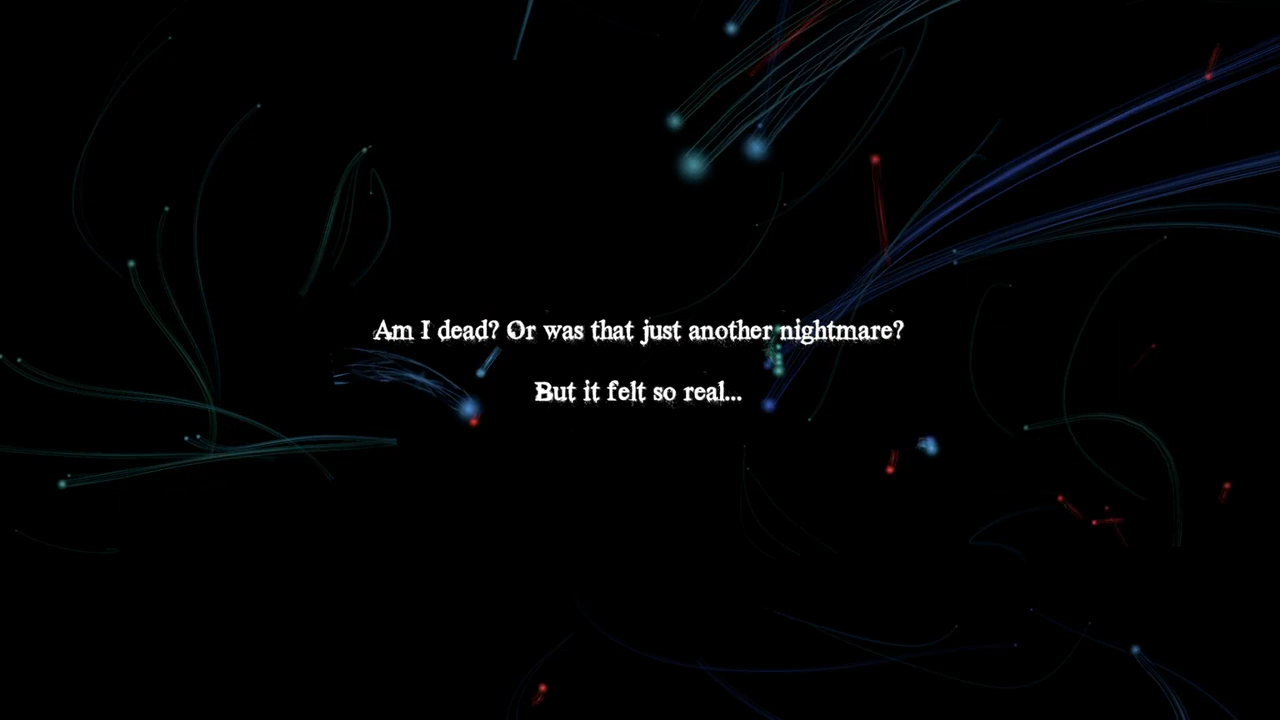 Am I dead? Or was that just another nightmare?
But it felt so real...